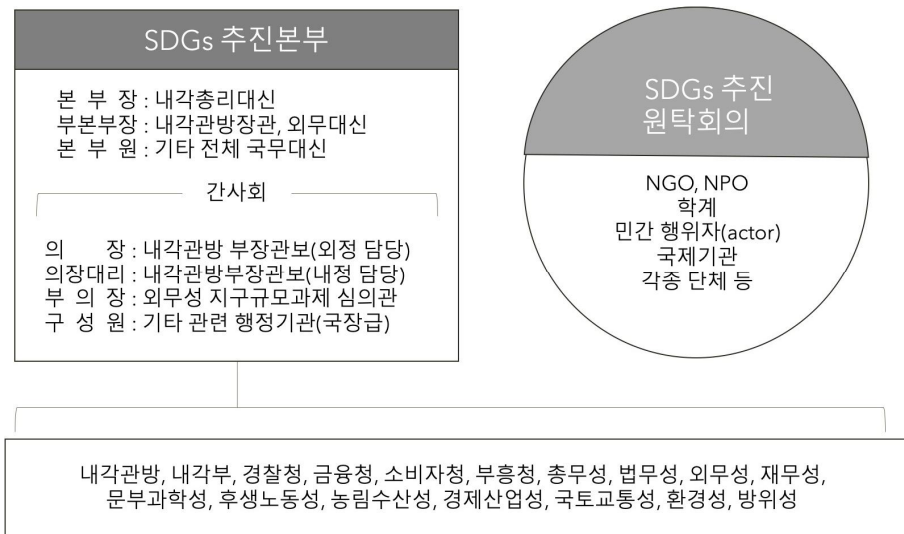 SDGs 추진본부
본 부 장 : 내각총리대신
부본부장 : 내각관방장관, 외무대신
본 부 원 : 기타 전체 국무대신
간사회
의 장 : 내각관방 부장관보(외정 담당)
의장대리 : 내각관방부장관보(내정 담당)
부 의 장 : 외무성 지구규모과제 심의관
구 성 원 : 기타 관련 행정기관(국장급)
SDGs 추진
원탁회의
NGO, NPO
학계
민간 행위자(actor)
국제기관
각종 단체 등
내각관방, 내각부, 경찰청, 금융청, 소비자청, 부흥청, 총무성, 법무성, 외무성, 재무성,
문부과학성, 후생노동성, 농림수산성, 경제산업성, 국토교통성, 환경성, 방위성